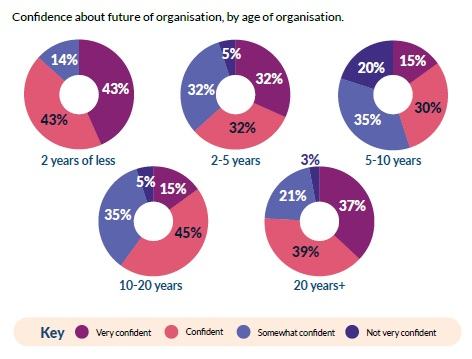 Confidence about future of organisation, by age of organisation.
14%
43%
43%
2 years of less
5%
32%
32%
32%
2-5 years
20%
15%
30%
35%
5-10 years
5%
15%
35%
45%
10-20 years
3%
21%
37%
39%
20 years+
Key
Very confident
Confident
Somewhat confident
Not very confident